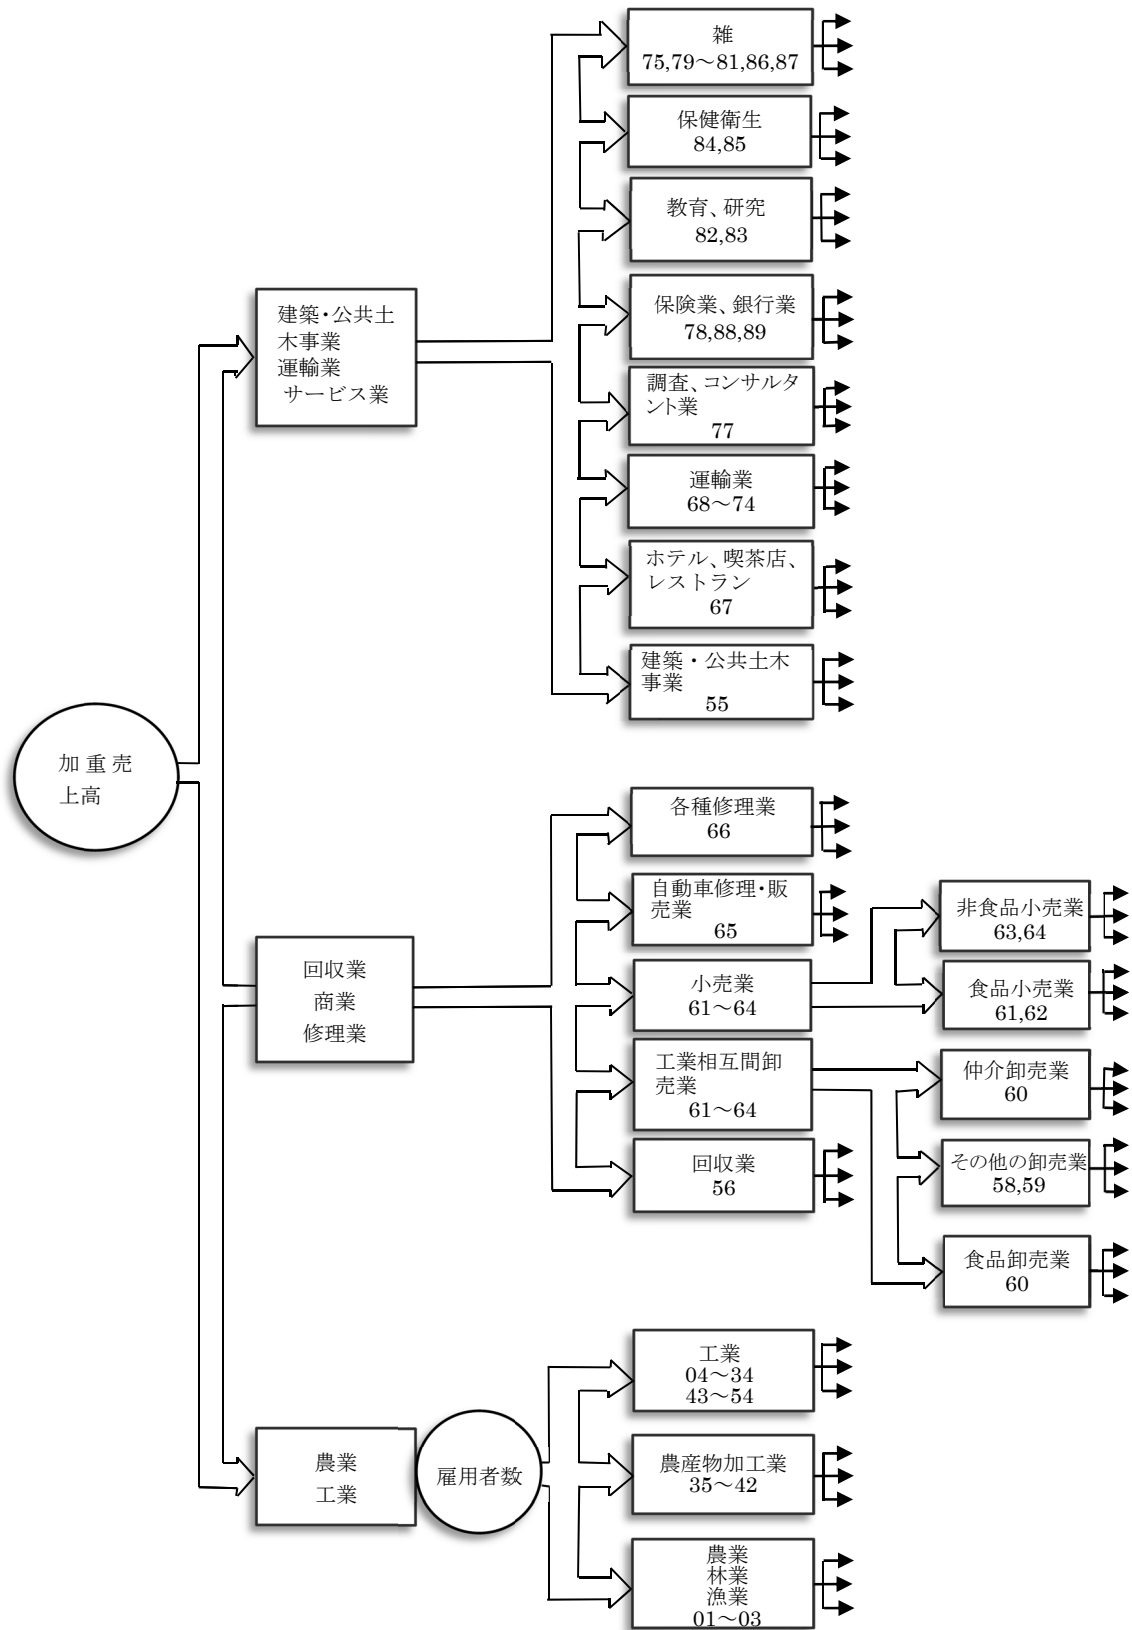 雑
75,79～81,86,87
保健衛生
84,85
教育、研究
82,83
建築・公共土
木事業
運輸業
サービス業
保険業、銀行業
78,88,89
調査、コンサルタ
ント業
77
運輸業
68～74
ホテル、喫茶店、
レストラン
67
建築・公共土木
事業
55
加重売
上高
各種修理業
66
自動車修理・販
売業
65
非食品小売業
63,64
回収業
商業
修理業
小売業
61～64
食品小売業
61,62
工業相互間卸
売業
61～64
仲介卸売業
60
回収業
56
その他の卸売業
58,59
食品卸売業
60
農業
工業
雇用者数
工業
04～34
43～54
農産物加工業
35～42
農業
林業
漁業
01～03